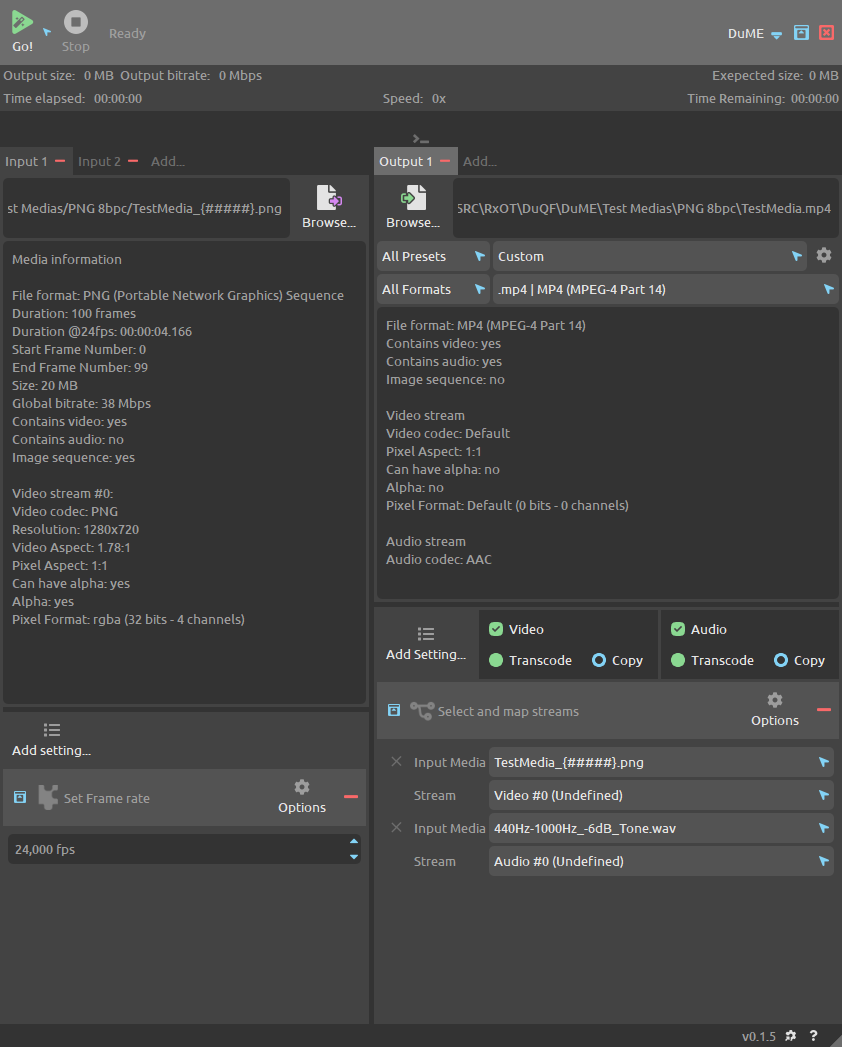 Go!
Stop
Ready
DuME
Output size: 0 MB Output bitrate: 0 Mbps
Exepected size: 0 MB
Time elapsed: 00:00:00
Speed: 0x
Time Remaining: 00:00:00
Input 1
Input 2
Add...
st Medias/PNG 8bpc/TestMedia_{#####}.png
Browse...
Media information
File format: PNG (Portable Network Graphics) Sequence
Duration: 100 frames
Duration @24fps: 00:00:04.166
Start Frame Number: 0
End Frame Number: 99
Size: 20 MB
Global bitrate: 38 Mbps
Contains video: yes
Contains audio: no
Image sequence: yes
Video stream #0:
Video codec: PNG
Resolution: 1280x720
Video Aspect: 1.78:1
Pixel Aspect: 1:1
Can have alpha: yes
Alpha: yes
Pixel Format: rgba (32 bits - 4 channels)
Add setting...
Set Frame rate
Options
24,000 fps
Output 1
Add...
Browse...
SRC\RxOT\DuQF\DuME\Test Medias\PNG 8bpc\TestMedia.mp4
All Presets
Custom
All Formats
.mp4 | MP4 (MPEG-4 Part 14)
File format: MP4 (MPEG-4 Part 14)
Contains video: yes
Contains audio: yes
Image sequence: no
Video stream
Video codec: Default
Pixel Aspect: 1:1
Can have alpha: no
Alpha: no
Pixel Format: Default (0 bits - 0 channels)
Audio stream
Audio codec: AAC
Add Setting...
Video
Transcode
Copy
Audio
Transcode
Copy
Select and map streams
Options
Input Media
TestMedia_{#####}.png
Stream
Video #0 (Undefined)
Input Media
440Hz-1000Hz_-6dB_Tone.wav
Stream
Audio #0 (Undefined)
v0.1.5
?